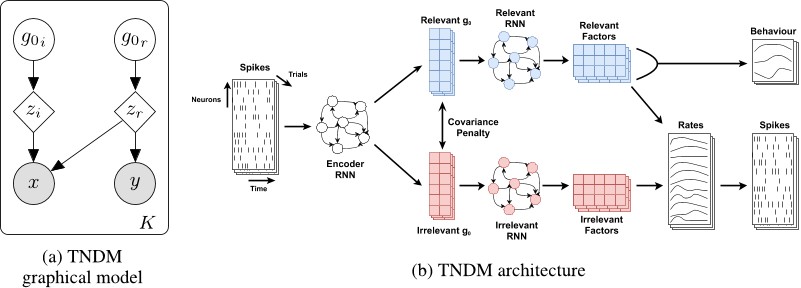 g₀ᵢ
g₀ᵣ
zᵢ
zᵣ
x
y
K
(a) TNDM
graphical model
Spikes
Trials
Neurons
Time
Encoder
RNN
Relevant g₀
Relevant
RNN
Relevant
Factors
Behaviour
Covariance
Penalty
Irrelevant g₀
Irrelevant
RNN
Irrelevant
Factors
Rates
Spikes
(b) TNDM architecture